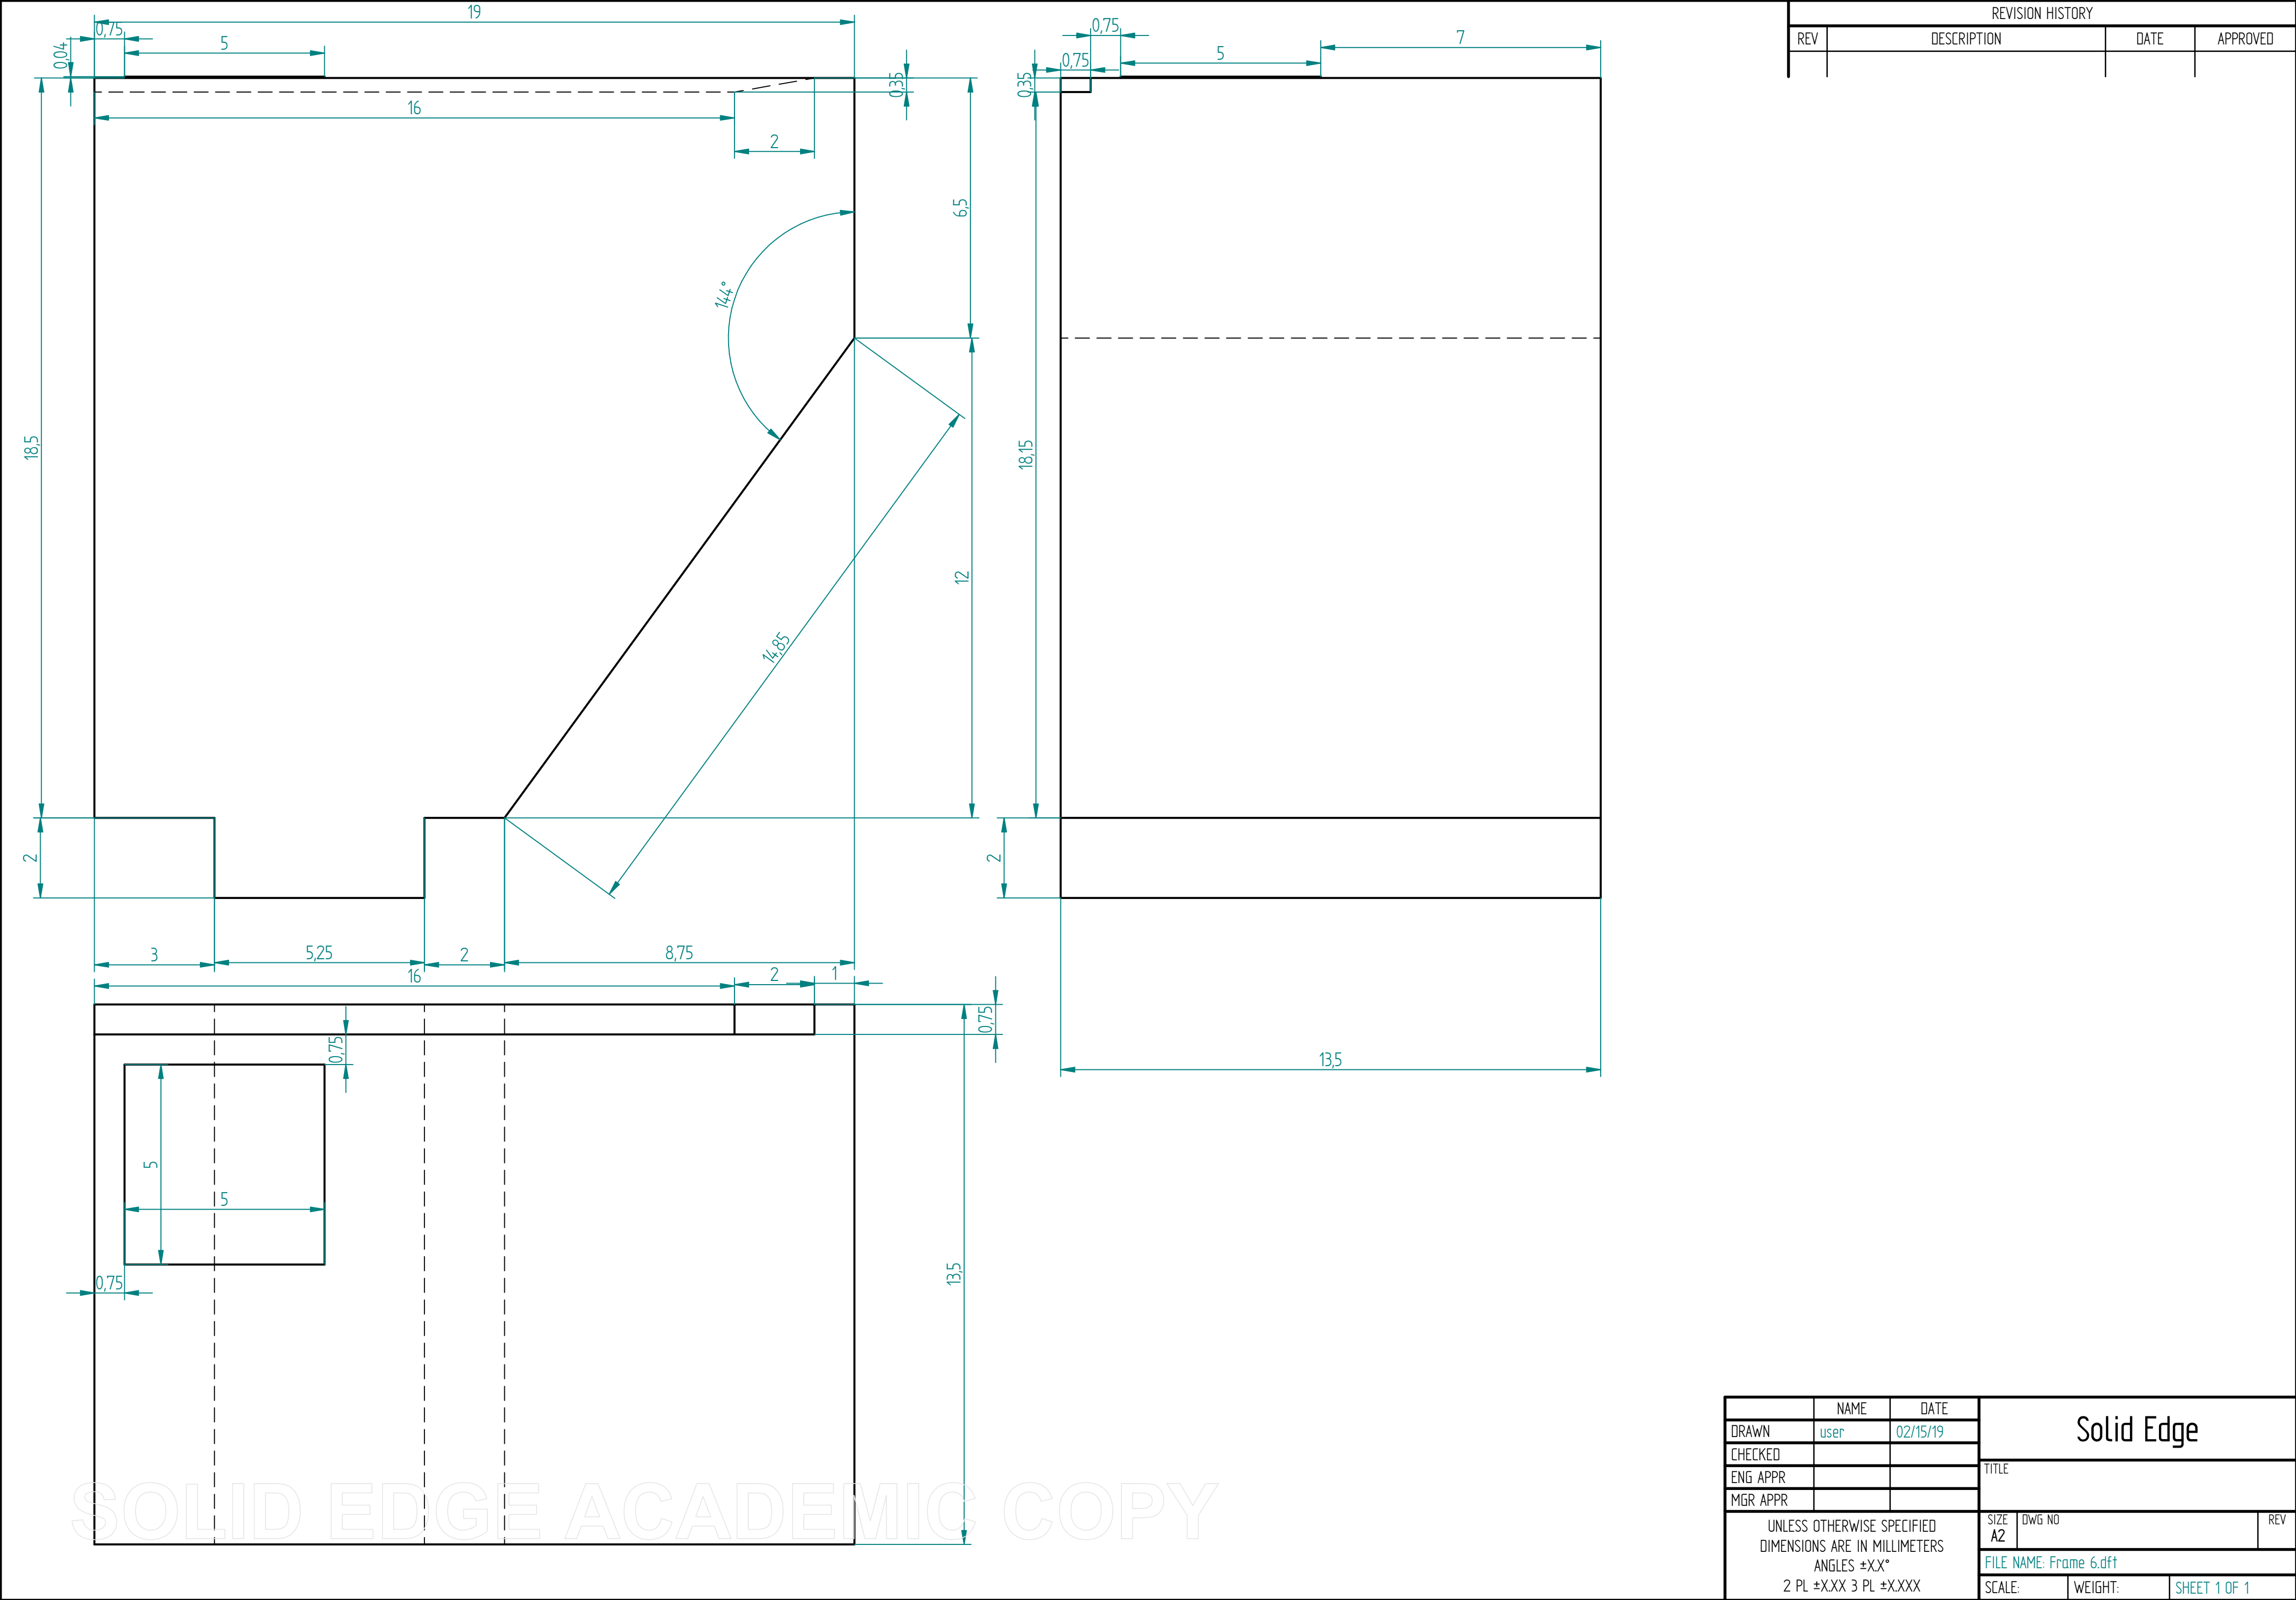 19
0,75
5
0,04
16
2
0,35
6,5
144°
18,5
12
14,85
2
3
5,25
2
8,75
0,75
0,75
5
7
0,35
18,15
2
13,5
16
2
1
0,75
0,75
5
5
0,75
13,5
SOLID EDGE ACADEMIC COPY
REVISION HISTORY
REV DESCRIPTION DATE APPROVED
NAME DATE
DRAWN user 02/15/19
CHECKED
ENG APPR
MGR APPR
UNLESS OTHERWISE SPECIFIED
DIMENSIONS ARE IN MILLIMETERS
ANGLES ±X.X°
2 PL ±X.XX 3 PL ±X.XXX
Solid Edge
TITLE
SIZE DWG NO REV
A2
FILE NAME: Frame 6.dft
SCALE: WEIGHT: SHEET 1 OF 1